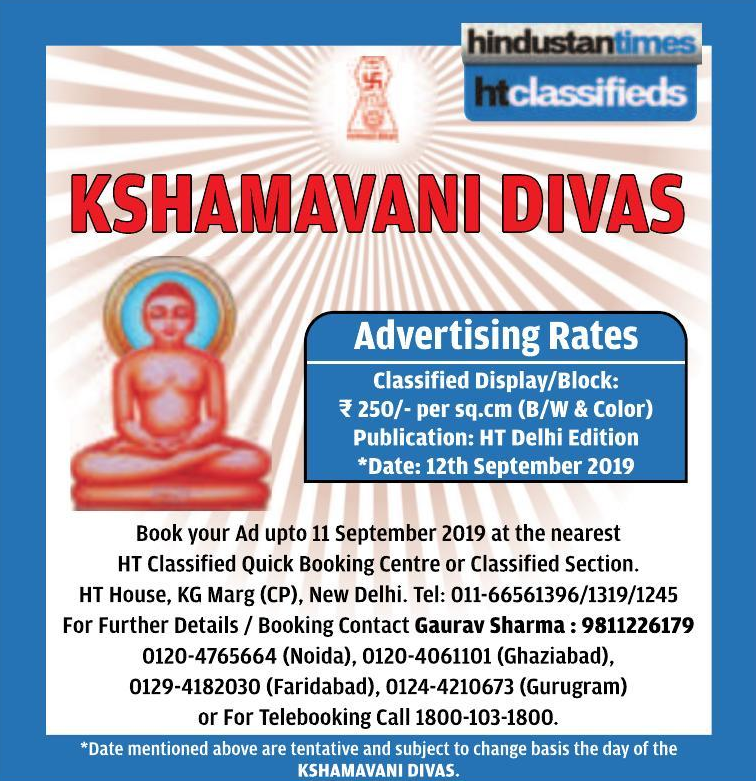 hindustantimes
htclassifieds
KSHAMAVANI DIVAS
Advertising Rates
Classified Display/Block:
₹ 250/- per sq.cm (B/W & Color)
Publication: HT Delhi Edition
*Date: 12th September 2019
Book your Ad upto 11 September 2019 at the nearest
HT Classified Quick Booking Centre or Classified Section.
HT House, KG Marg (CP), New Delhi. Tel: 011-66561396/1319/1245
For Further Details / Booking Contact Gaurav Sharma : 9811226179
0120-4765664 (Noida), 0120-4061101 (Ghaziabad),
0129-4182030 (Faridabad), 0124-4210673 (Gurugram)
or For Telebooking Call 1800-103-1800.
*Date mentioned above are tentative and subject to change basis the day of the
KSHAMAVANI DIVAS.